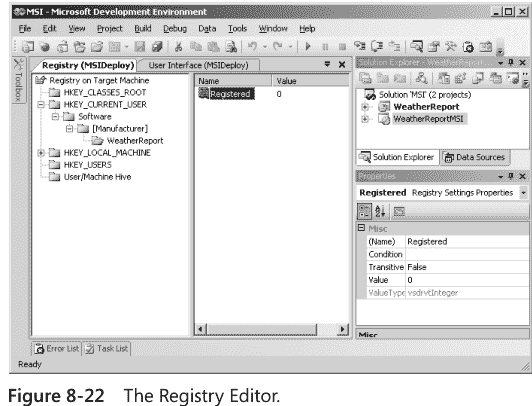 MSI - Microsoft Development Environment
File Edit View Project Build Debug Data Tools Window Help
Toolbox
Registry (MSIDeploy) User Interface (MSIDeploy)
Registry on Target Machine
HKEY_CLASSES_ROOT
HKEY_CURRENT_USER
Software
[Manufacturer]
WeatherReport
HKEY_LOCAL_MACHINE
HKEY_USERS
User/Machine Hive
Name Value
Registered 0
Solution Explorer - WeatherReport...
Solution 'MSI' (2 projects)
WeatherReport
WeatherReportMSI
Solution Explorer Data Sources
Properties
Registered Registry Settings Properties
Misc
(Name) Registered
Condition
Transitive False
Value 0
ValueType vsdrvtInteger
Misc
Error List Task List
Ready
Figure 8-22 The Registry Editor.